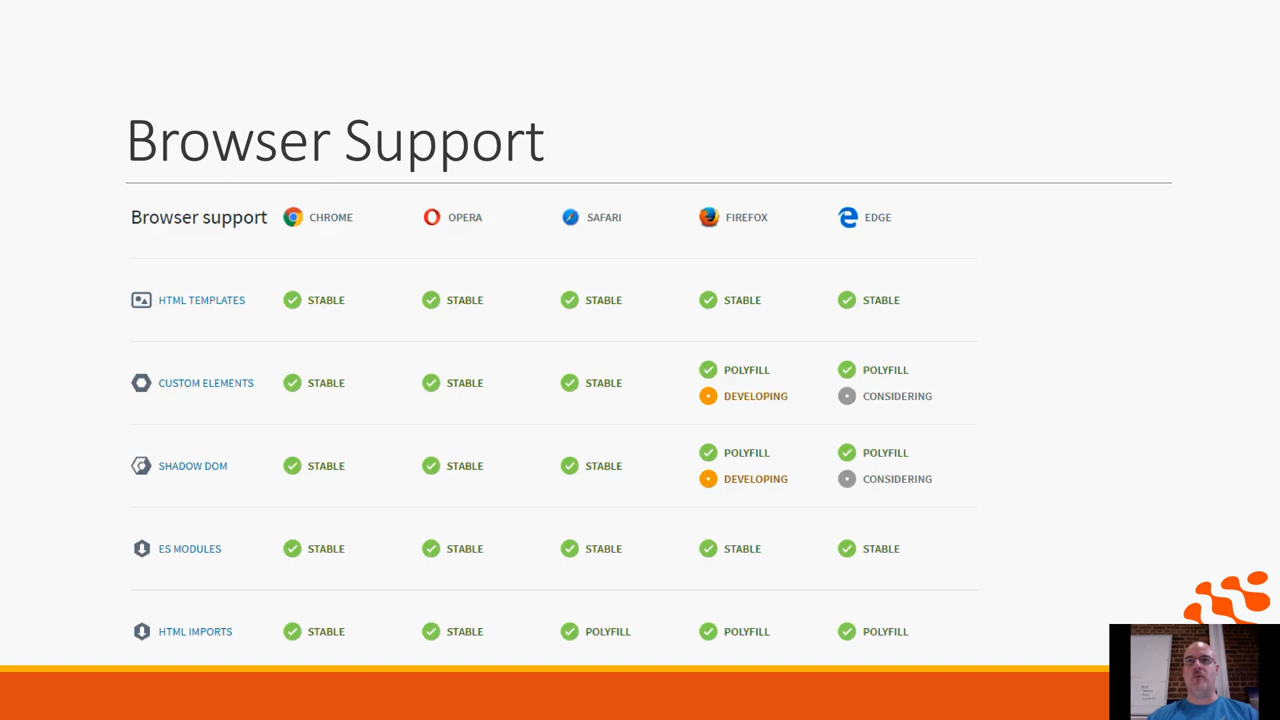 Browser Support
Browser support CHROME OPERA SAFARI FIREFOX EDGE
HTML TEMPLATES STABLE STABLE STABLE STABLE STABLE
CUSTOM ELEMENTS STABLE STABLE STABLE POLYFILL DEVELOPING POLYFILL CONSIDERING
SHADOW DOM STABLE STABLE STABLE POLYFILL DEVELOPING POLYFILL CONSIDERING
ES MODULES STABLE STABLE STABLE STABLE STABLE
HTML IMPORTS STABLE STABLE POLYFILL POLYFILL POLYFILL